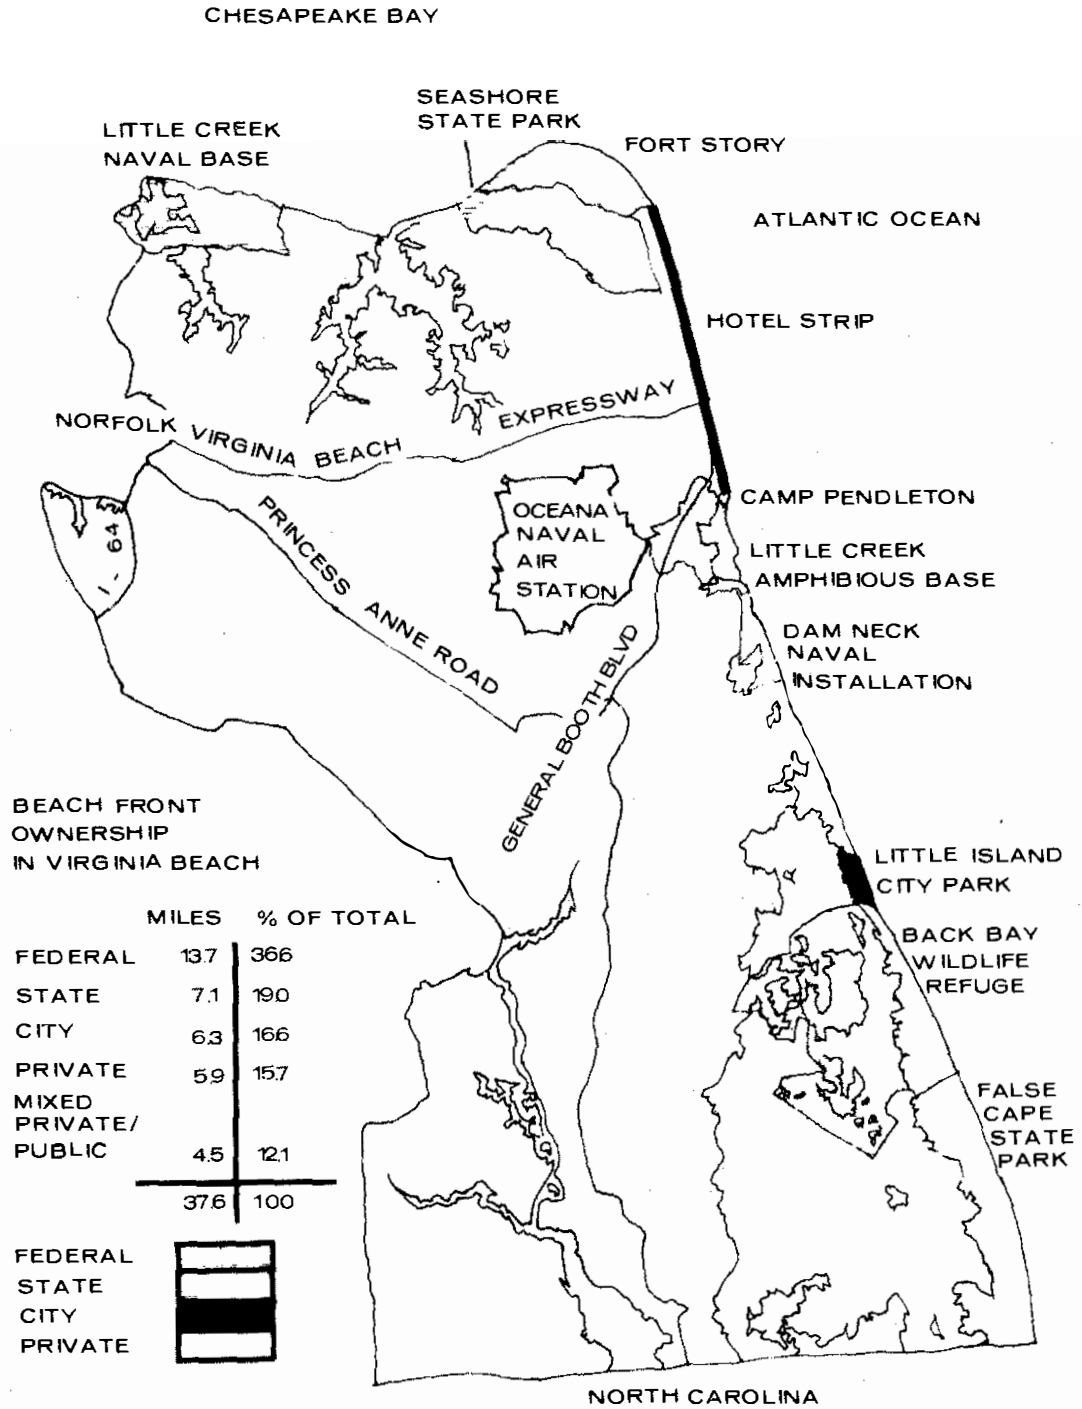 CHESAPEAKE BAY
SEASHORE
STATE PARK
LITTLE CREEK
NAVAL BASE
FORT STORY
ATLANTIC OCEAN
HOTEL STRIP
NORFOLK VIRGINIA BEACH EXPRESSWAY
CAMP PENDLETON
OCEANA
NAVAL
AIR
STATION
I-64
PRINCESS ANNE ROAD
LITTLE CREEK
AMPHIBIOUS BASE
DAM NECK
NAVAL
INSTALLATION
GENERAL BOOTH BLVD
BEACH FRONT
OWNERSHIP
IN VIRGINIA BEACH
LITTLE ISLAND
CITY PARK
MILES % OF TOTAL
FEDERAL 13.7 36.6
STATE 7.1 19.0
CITY 6.3 16.6
PRIVATE 5.9 15.7
MIXED
PRIVATE/
PUBLIC 4.5 12.1
37.6 100
BACK BAY
WILDLIFE
REFUGE
FALSE
CAPE
STATE
PARK
FEDERAL
STATE
CITY
PRIVATE
NORTH CAROLINA